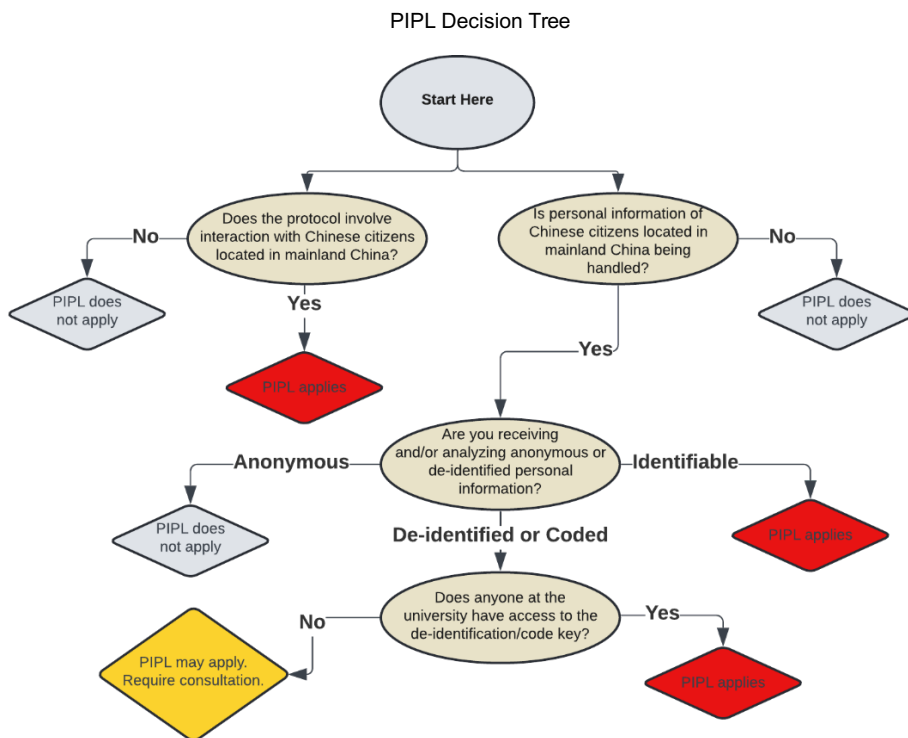 PIPL Decision Tree
Start Here
Does the protocol involve
interaction with Chinese citizens
located in mainland China?
Is personal information of
Chinese citizens located in
mainland China being
handled?
No
No
PIPL does
not apply
Yes
PIPL does
not apply
Yes
PIPL applies
Are you receiving
and/or analyzing anonymous or
de-identified personal
information?
Anonymous
Identifiable
PIPL does
not apply
De-identified or Coded
PIPL applies
Does anyone at the
university have access to the
de-identification/code key?
No
Yes
PIPL may apply.
Require consultation.
PIPL applies